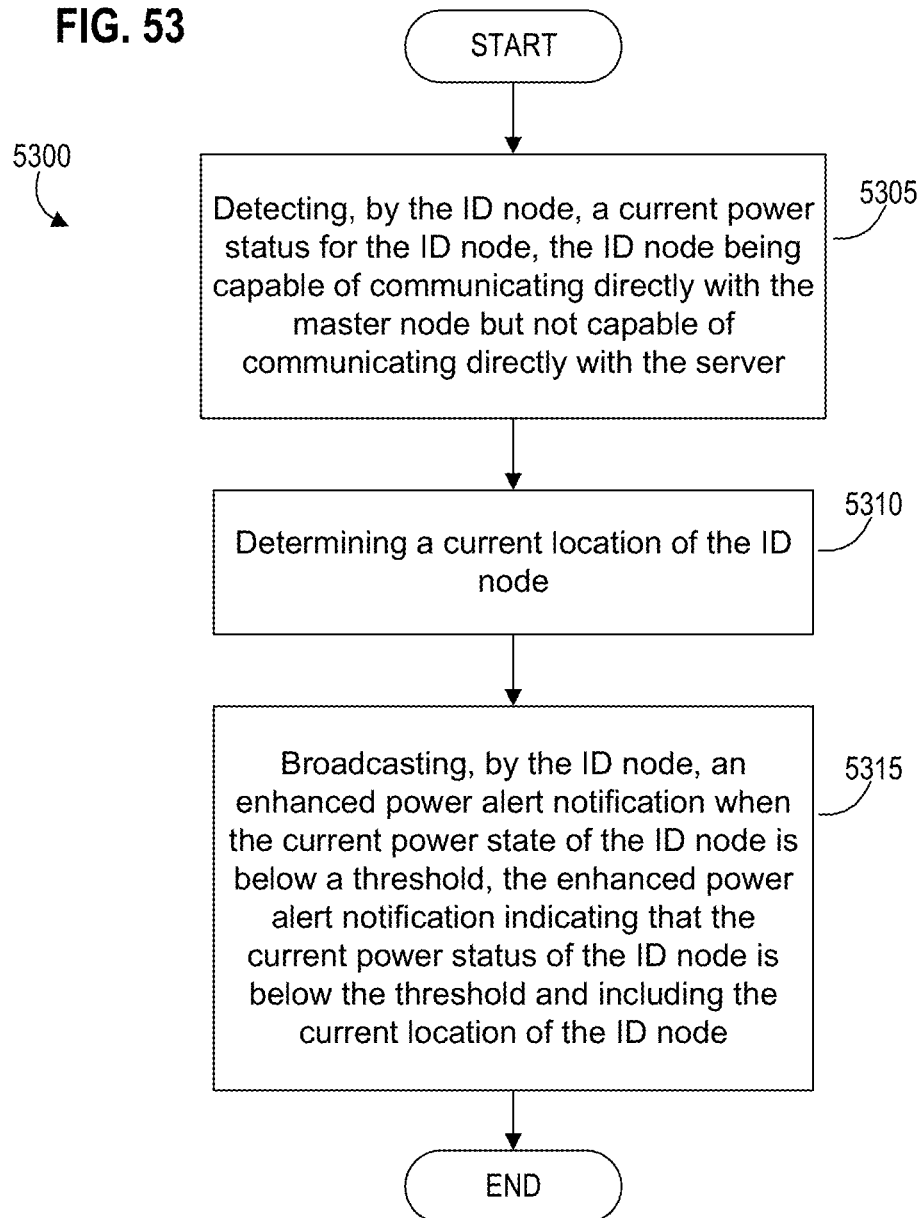 FIG. 53
START
5300
5305
Detecting, by the ID node, a current power
status for the ID node, the ID node being
capable of communicating directly with the
master node but not capable of
communicating directly with the server
5310
Determining a current location of the ID
node
5315
Broadcasting, by the ID node, an
enhanced power alert notification when
the current power state of the ID node is
below a threshold, the enhanced power
alert notification indicating that the
current power status of the ID node is
below the threshold and including the
current location of the ID node
END